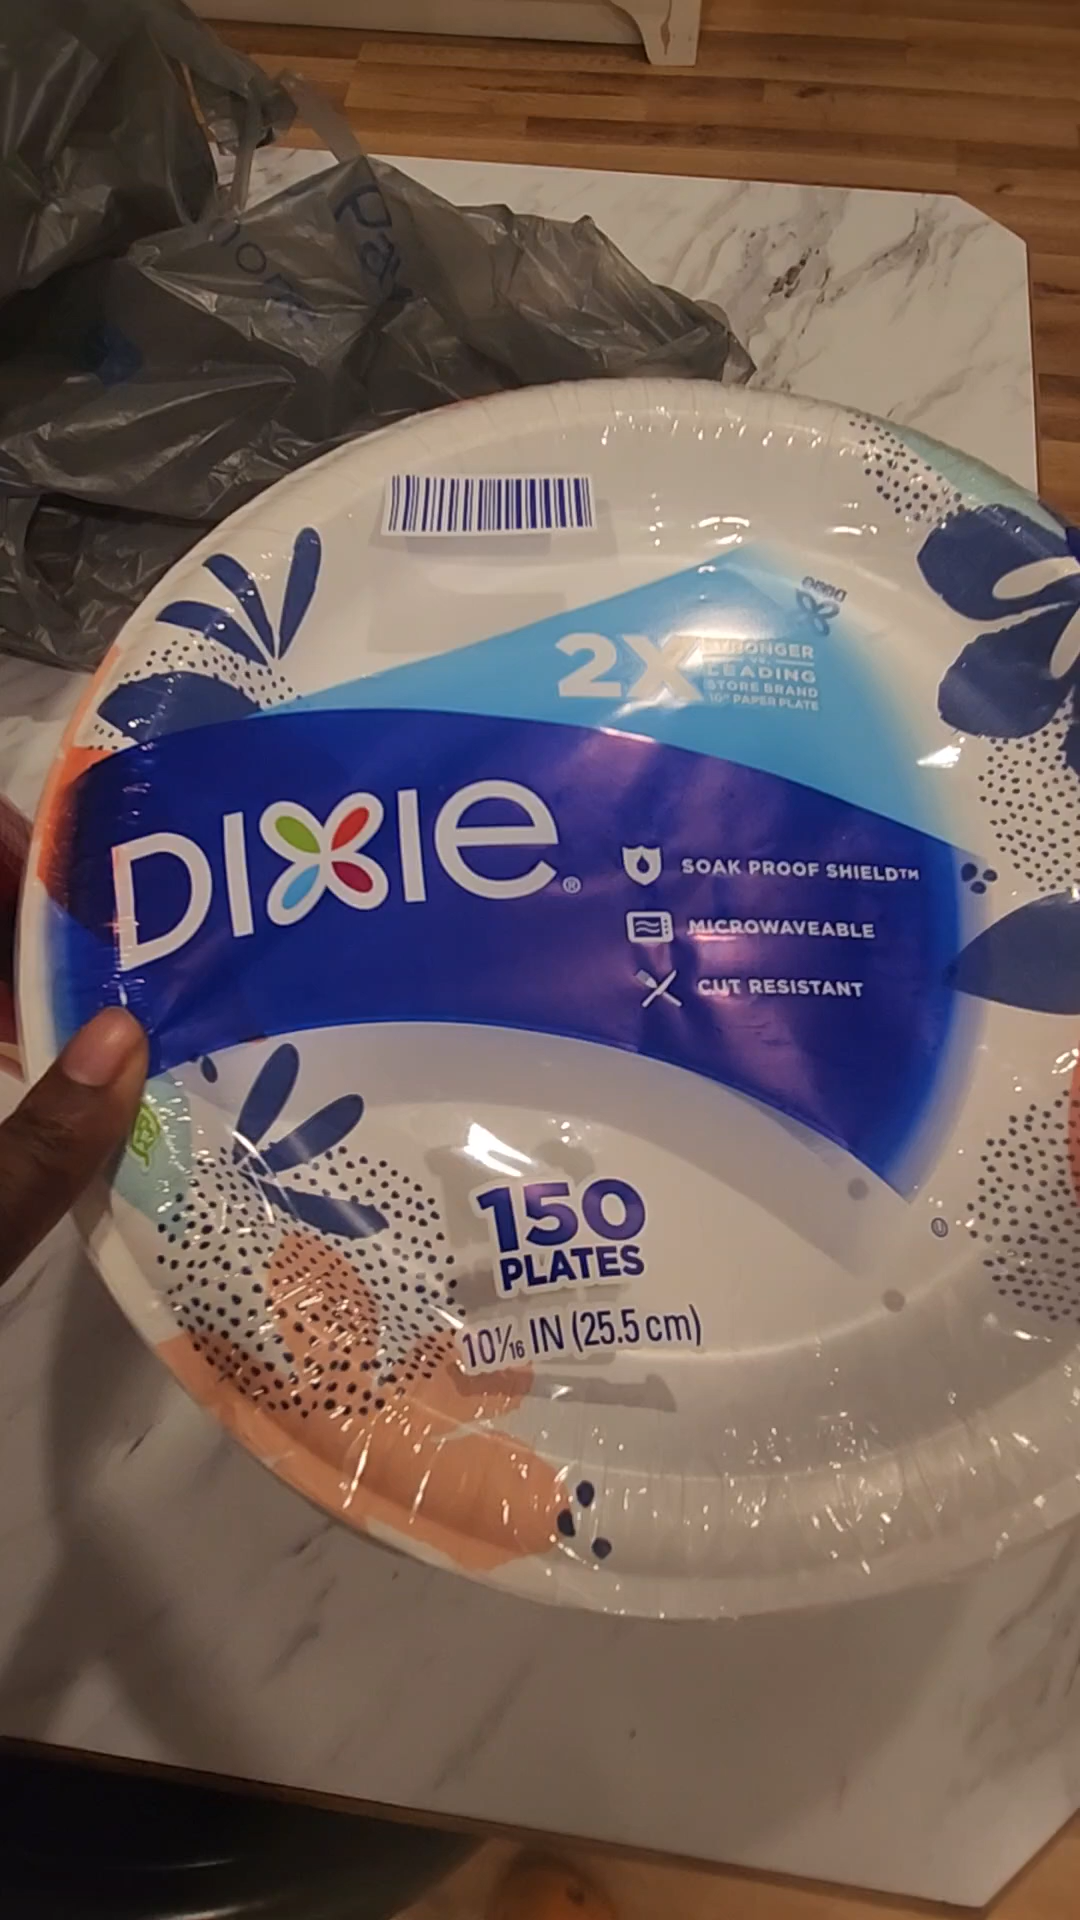 2X
STRONGER
VS.
LEADING
STORE BRAND
10" PAPER PLATE
DIXIE®
SOAK PROOF SHIELD™
MICROWAVEABLE
CUT RESISTANT
150
PLATES
10 1/16 IN (25.5 cm)